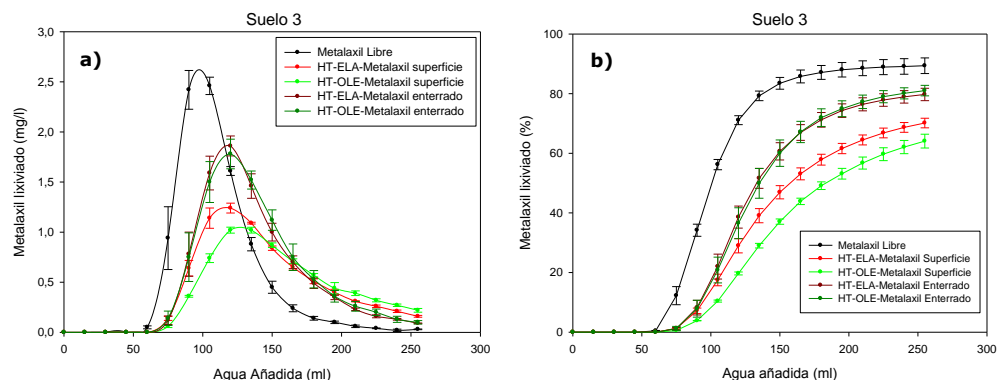 Suelo 3
a)
Metalaxil Libre
HT-ELA-Metalaxil superficie
HT-OLE-Metalaxil superficie
HT-ELA-Metalaxil enterrado
HT-OLE-Metalaxil enterrado
Metalaxil lixiviado (mg/l)
3,0
2,5
2,0
1,5
1,0
0,5
0,0
0
50
100
150
200
250
300
Agua Añadida (ml)
Suelo 3
b)
Metalaxil Libre
HT-ELA-Metalaxil Superficie
HT-OLE-Metalaxil Superficie
HT-ELA-Metalaxil Enterrado
HT-OLE-Metalaxil Enterrado
Metalaxil lixiviado (%)
100
80
60
40
20
0
0
50
100
150
200
250
300
Agua añadida (ml)